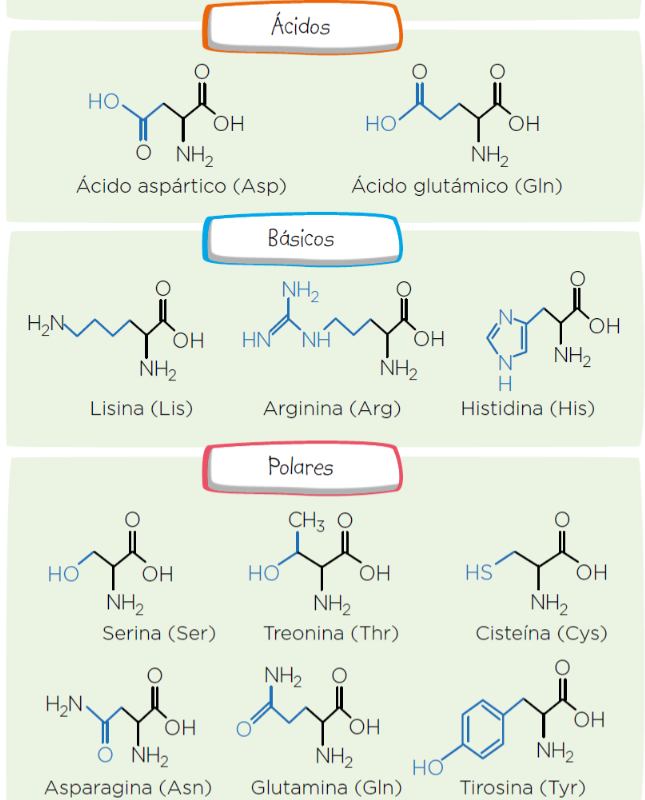 Ácidos
O O O
HO OH HO OH
O NH₂ NH₂
Ácido aspártico (Asp) Ácido glutámico (Gln)
Básicos
O NH₂ O O
H₂N OH HN NH OH N OH
NH₂ NH₂ N NH₂
H
Lisina (Lis) Arginina (Arg) Histidina (His)
Polares
O CH₃ O O
HO OH HO OH HS OH
NH₂ NH₂ NH₂
Serina (Ser) Treonina (Thr) Cisteína (Cys)
O NH₂ O O
H₂N OH O OH OH
O NH₂ NH₂ HO NH₂
Asparagina (Asn) Glutamina (Gln) Tirosina (Tyr)